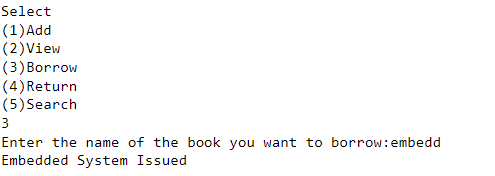 Select
(1)Add
(2)View
(3)Borrow
(4)Return
(5)Search
3
Enter the name of the book you want to borrow:embedd
Embedded System Issued